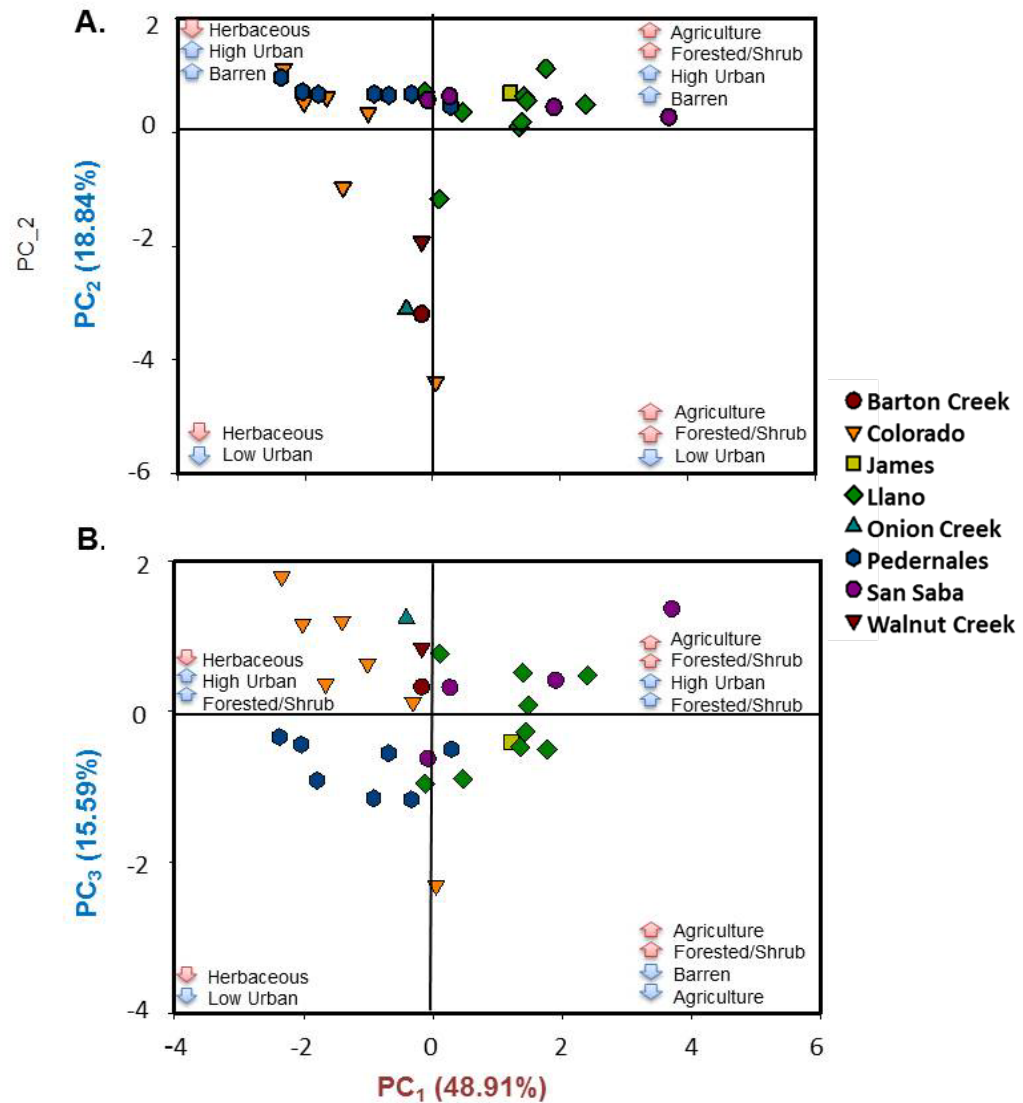 A.
2
0
-2
-4
-6
PC_2
PC2 (18.84%)
Herbaceous
High Urban
Barren
Agriculture
Forested/Shrub
High Urban
Barren
Herbaceous
Low Urban
Agriculture
Forested/Shrub
Low Urban
Barton Creek
Colorado
James
Llano
Onion Creek
Pedernales
San Saba
Walnut Creek
B.
2
0
-2
-4
PC3 (15.59%)
Herbaceous
High Urban
Forested/Shrub
Agriculture
Forested/Shrub
High Urban
Forested/Shrub
Herbaceous
Low Urban
Agriculture
Forested/Shrub
Barren
Agriculture
-4 -2 0 2 4 6
PC1 (48.91%)